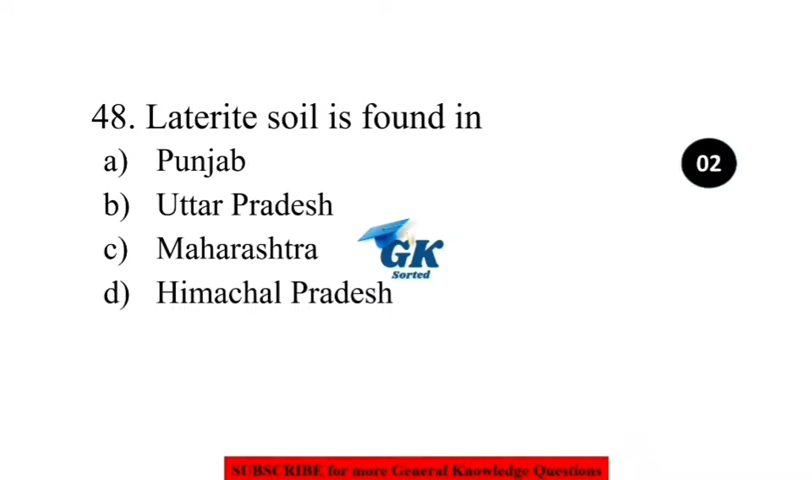 48. Laterite soil is found in
a) Punjab
02
b) Uttar Pradesh
c) Maharashtra
GK
Sorted
d) Himachal Pradesh
SUBSCRIBE for more General Knowledge Questions